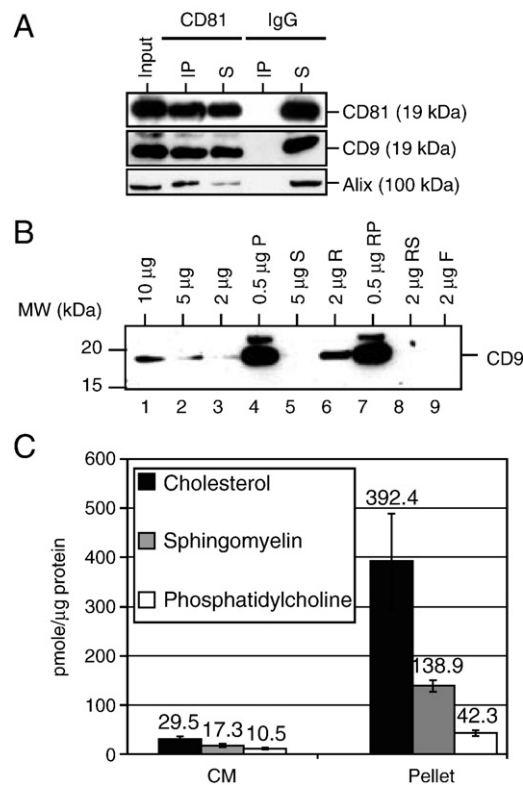 A
CD81 IgG
Input IP S IP S
CD81 (19 kDa)
CD9 (19 kDa)
Alix (100 kDa)
B
10 µg 5 µg 2 µg 0.5 µg P 5 µg S 2 µg R 0.5 µg RP 2 µg RS 2 µg F
MW (kDa)
20
CD9
15
1 2 3 4 5 6 7 8 9
C
pmole/µg protein
600
500
400
300
200
100
0
Cholesterol
Sphingomyelin
Phosphatidylcholine
29.5 17.3 10.5
392.4 138.9 42.3
CM Pellet